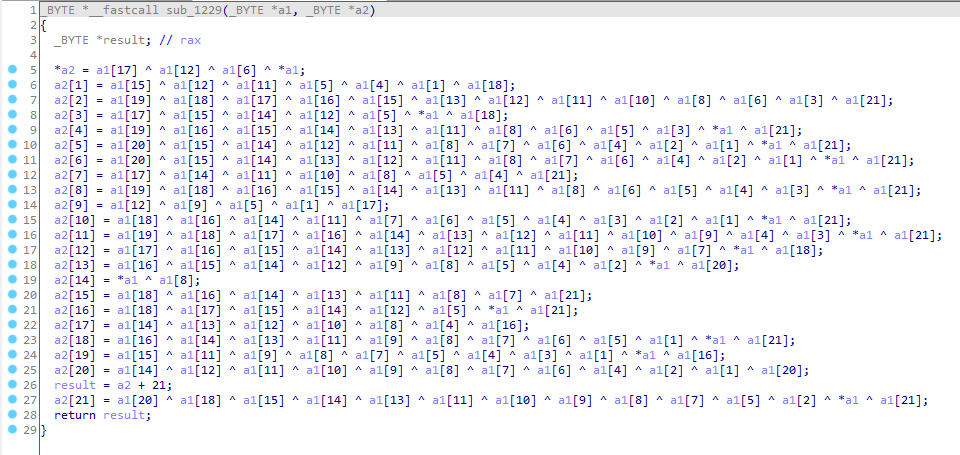 1 _BYTE *__fastcall sub_1229(_BYTE *a1, _BYTE *a2)
2 {
3 _BYTE *result; // rax
4
5 *a2 = a1[17] ^ a1[12] ^ a1[6] ^ *a1;
6 a2[1] = a1[15] ^ a1[12] ^ a1[11] ^ a1[5] ^ a1[4] ^ a1[1] ^ a1[18];
7 a2[2] = a1[19] ^ a1[18] ^ a1[17] ^ a1[16] ^ a1[15] ^ a1[13] ^ a1[12] ^ a1[11] ^ a1[10] ^ a1[8] ^ a1[6] ^ a1[3] ^ a1[21];
8 a2[3] = a1[17] ^ a1[15] ^ a1[14] ^ a1[12] ^ a1[5] ^ *a1 ^ a1[18];
9 a2[4] = a1[19] ^ a1[16] ^ a1[15] ^ a1[14] ^ a1[13] ^ a1[11] ^ a1[8] ^ a1[6] ^ a1[5] ^ a1[3] ^ *a1 ^ a1[21];
10 a2[5] = a1[20] ^ a1[15] ^ a1[14] ^ a1[12] ^ a1[11] ^ a1[8] ^ a1[7] ^ a1[6] ^ a1[4] ^ a1[2] ^ a1[1] ^ *a1 ^ a1[21];
11 a2[6] = a1[20] ^ a1[15] ^ a1[14] ^ a1[13] ^ a1[12] ^ a1[11] ^ a1[8] ^ a1[7] ^ a1[6] ^ a1[4] ^ a1[2] ^ a1[1] ^ *a1 ^ a1[21];
12 a2[7] = a1[17] ^ a1[14] ^ a1[11] ^ a1[10] ^ a1[8] ^ a1[5] ^ a1[4] ^ a1[21];
13 a2[8] = a1[19] ^ a1[18] ^ a1[16] ^ a1[15] ^ a1[14] ^ a1[13] ^ a1[11] ^ a1[8] ^ a1[6] ^ a1[5] ^ a1[4] ^ a1[3] ^ *a1 ^ a1[21];
14 a2[9] = a1[12] ^ a1[9] ^ a1[5] ^ a1[1] ^ a1[17];
15 a2[10] = a1[18] ^ a1[16] ^ a1[14] ^ a1[11] ^ a1[7] ^ a1[6] ^ a1[5] ^ a1[4] ^ a1[3] ^ a1[2] ^ a1[1] ^ *a1 ^ a1[21];
16 a2[11] = a1[19] ^ a1[18] ^ a1[17] ^ a1[16] ^ a1[14] ^ a1[13] ^ a1[12] ^ a1[11] ^ a1[10] ^ a1[9] ^ a1[4] ^ a1[3] ^ *a1 ^ a1[21];
17 a2[12] = a1[17] ^ a1[16] ^ a1[15] ^ a1[14] ^ a1[13] ^ a1[12] ^ a1[11] ^ a1[10] ^ a1[9] ^ a1[7] ^ *a1 ^ a1[18];
18 a2[13] = a1[16] ^ a1[15] ^ a1[14] ^ a1[12] ^ a1[9] ^ a1[8] ^ a1[5] ^ a1[4] ^ a1[2] ^ *a1 ^ a1[20];
19 a2[14] = *a1 ^ a1[8];
20 a2[15] = a1[18] ^ a1[16] ^ a1[14] ^ a1[13] ^ a1[11] ^ a1[8] ^ a1[7] ^ a1[21];
21 a2[16] = a1[18] ^ a1[17] ^ a1[15] ^ a1[14] ^ a1[12] ^ a1[5] ^ *a1 ^ a1[21];
22 a2[17] = a1[14] ^ a1[13] ^ a1[12] ^ a1[10] ^ a1[8] ^ a1[4] ^ a1[16];
23 a2[18] = a1[16] ^ a1[14] ^ a1[13] ^ a1[11] ^ a1[9] ^ a1[8] ^ a1[7] ^ a1[6] ^ a1[5] ^ a1[1] ^ *a1 ^ a1[21];
24 a2[19] = a1[15] ^ a1[11] ^ a1[9] ^ a1[8] ^ a1[7] ^ a1[5] ^ a1[4] ^ a1[3] ^ a1[1] ^ *a1 ^ a1[16];
25 a2[20] = a1[14] ^ a1[12] ^ a1[11] ^ a1[10] ^ a1[9] ^ a1[8] ^ a1[7] ^ a1[6] ^ a1[4] ^ a1[2] ^ a1[1] ^ a1[20];
26 result = a2 + 21;
27 a2[21] = a1[20] ^ a1[18] ^ a1[15] ^ a1[14] ^ a1[13] ^ a1[11] ^ a1[10] ^ a1[9] ^ a1[8] ^ a1[7] ^ a1[5] ^ a1[2] ^ *a1 ^ a1[21];
28 return result;
29 }